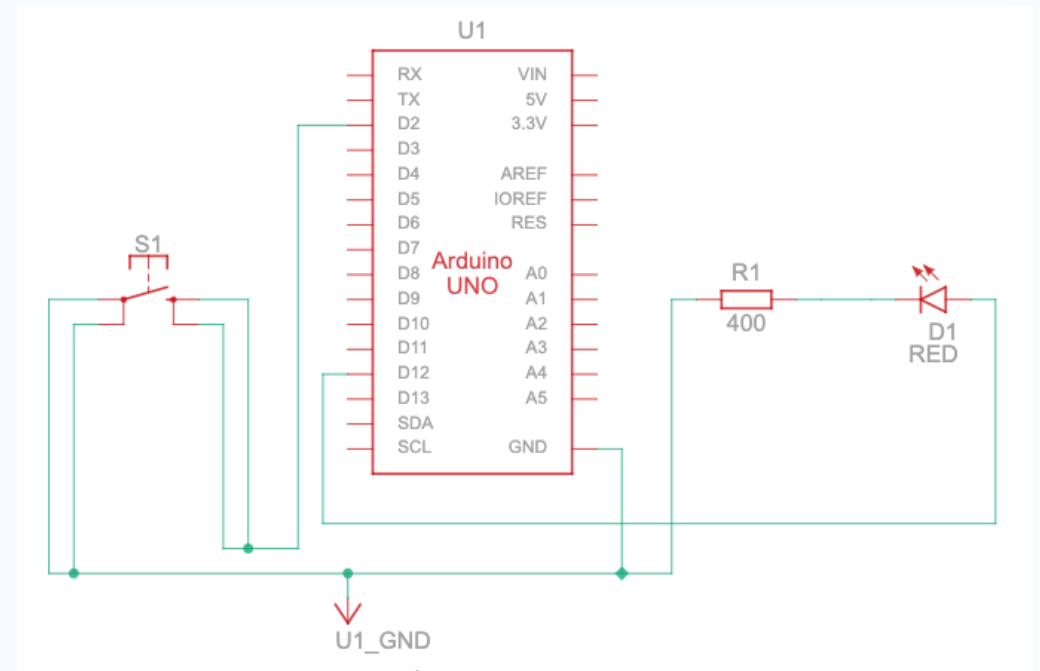 U1
RX VIN
TX 5V
D2 3.3V
D3
D4 AREF
D5 IOREF
D6 RES
D7
Arduino
UNO
D8 A0
D9 A1
D10 A2
D11 A3
D12 A4
D13 A5
SDA
SCL GND
S1
R1
400
D1
RED
U1_GND